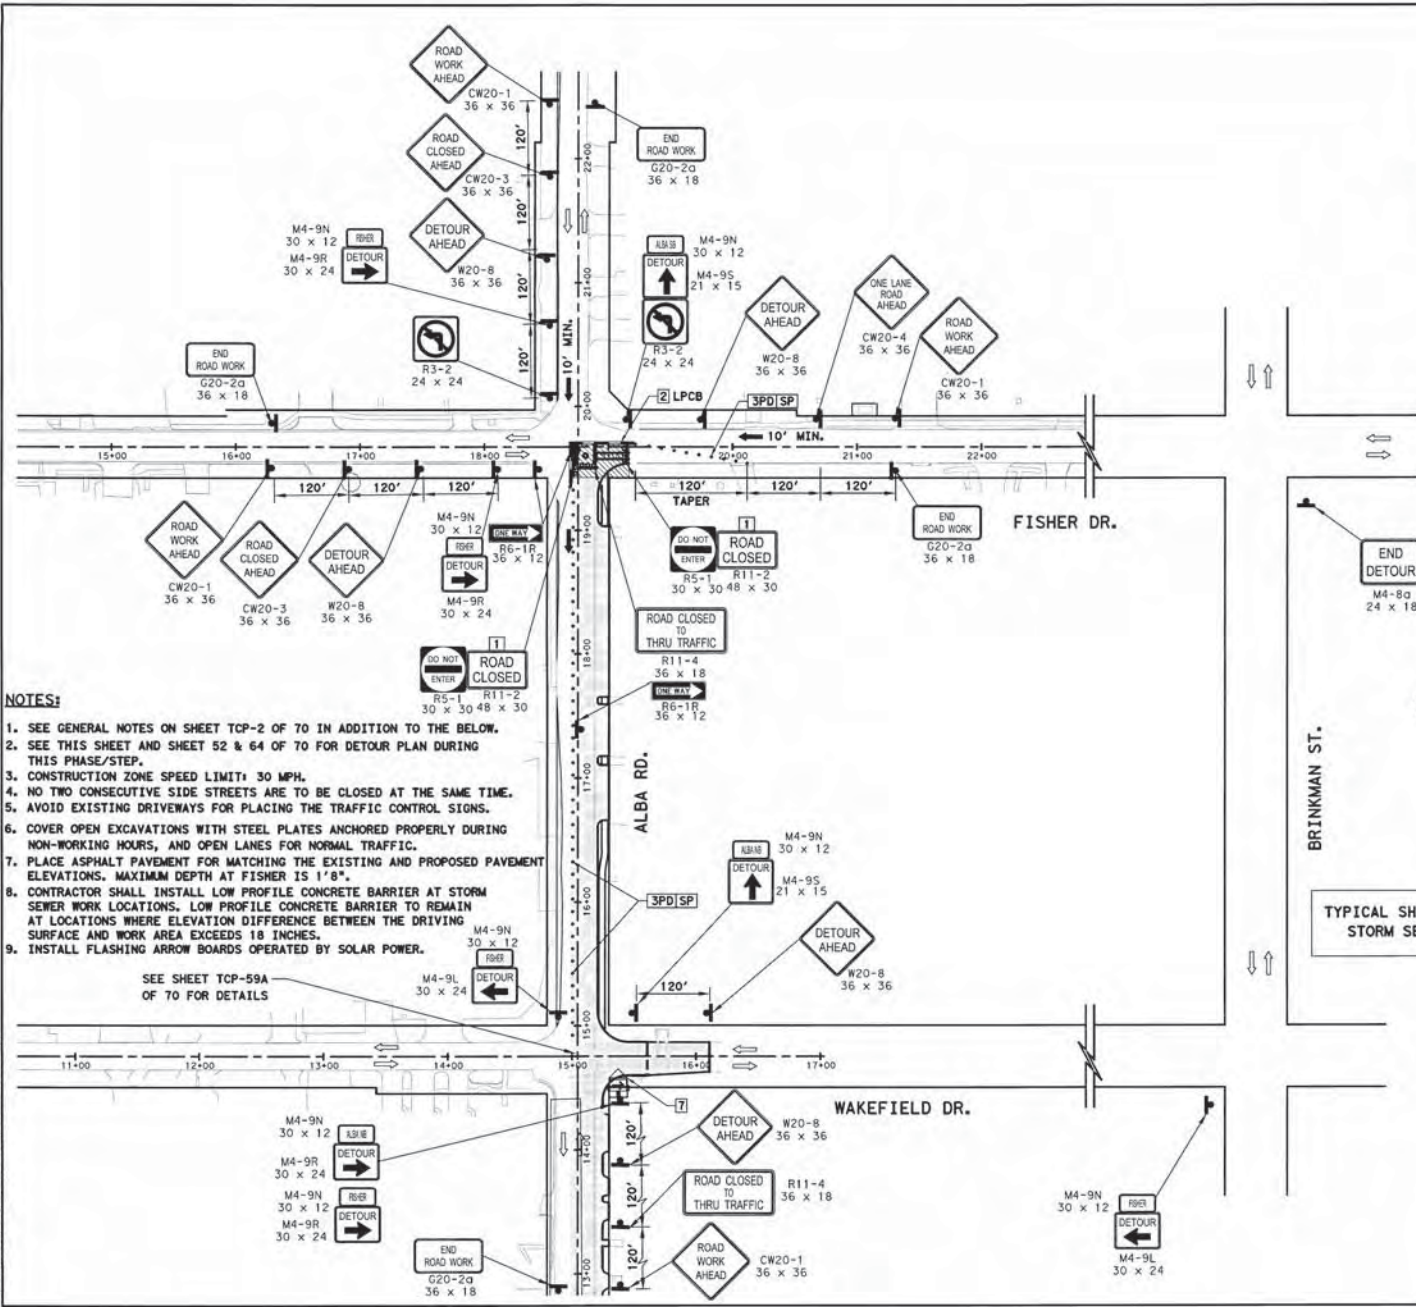 ROAD
WORK
AHEAD
CW20-1
36 x 36
END
ROAD WORK
G20-2a
36 x 18
120'
22+00
ROAD
CLOSED
AHEAD
CW20-3
36 x 36
120'
M4-9N
30 x 12
FISHER
M4-9R
30 x 24
DETOUR
DETOUR
AHEAD
W20-8
36 x 36
120'
21+00
ALBA SB
M4-9N
30 x 12
DETOUR
M4-9S
21 x 15
R3-2
24 x 24
DETOUR
AHEAD
W20-8
36 x 36
ONE LANE
ROAD
AHEAD
CW20-4
36 x 36
ROAD
WORK
AHEAD
CW20-1
36 x 36
R3-2
24 x 24
120'
10' MIN.
END
ROAD WORK
G20-2a
36 x 18
20+00
2 LPCB
3PD SP
10' MIN.
15+00
16+00
17+00
18+00
20+00
21+00
22+00
120'
120'
120'
120'
120'
120'
TAPER
FISHER DR.
ROAD
WORK
AHEAD
CW20-1
36 x 36
ROAD
CLOSED
AHEAD
CW20-3
36 x 36
DETOUR
AHEAD
W20-8
36 x 36
M4-9N
30 x 12
FISHER
DETOUR
M4-9R
30 x 24
ONE WAY
R6-1R
36 x 12
19+00
DO NOT
ENTER
R5-1
30 x 30
1
ROAD
CLOSED
R11-2
48 x 30
END
ROAD WORK
G20-2a
36 x 18
END
DETOUR
M4-8a
24 x 18
ROAD CLOSED
TO
THRU TRAFFIC
R11-4
36 x 18
ONE WAY
R6-1R
36 x 12
18+00
DO NOT
ENTER
R5-1
30 x 30
1
ROAD
CLOSED
R11-2
48 x 30
NOTES:
1. SEE GENERAL NOTES ON SHEET TCP-2 OF 70 IN ADDITION TO THE BELOW.
2. SEE THIS SHEET AND SHEET 52 & 64 OF 70 FOR DETOUR PLAN DURING
THIS PHASE/STEP.
3. CONSTRUCTION ZONE SPEED LIMIT: 30 MPH.
4. NO TWO CONSECUTIVE SIDE STREETS ARE TO BE CLOSED AT THE SAME TIME.
5. AVOID EXISTING DRIVEWAYS FOR PLACING THE TRAFFIC CONTROL SIGNS.
6. COVER OPEN EXCAVATIONS WITH STEEL PLATES ANCHORED PROPERLY DURING
NON-WORKING HOURS, AND OPEN LANES FOR NORMAL TRAFFIC.
7. PLACE ASPHALT PAVEMENT FOR MATCHING THE EXISTING AND PROPOSED PAVEMENT
ELEVATIONS. MAXIMUM DEPTH AT FISHER IS 1'8".
8. CONTRACTOR SHALL INSTALL LOW PROFILE CONCRETE BARRIER AT STORM
SEWER WORK LOCATIONS. LOW PROFILE CONCRETE BARRIER TO REMAIN
AT LOCATIONS WHERE ELEVATION DIFFERENCE BETWEEN THE DRIVING
SURFACE AND WORK AREA EXCEEDS 18 INCHES.
9. INSTALL FLASHING ARROW BOARDS OPERATED BY SOLAR POWER.
17+00
ALBA RD.
BRINKMAN ST.
16+00
3PD SP
ALBA NB
M4-9N
30 x 12
DETOUR
M4-9S
21 x 15
DETOUR
AHEAD
W20-8
36 x 36
TYPICAL SH
STORM SE
M4-9N
30 x 12
FISHER
M4-9L
30 x 24
DETOUR
SEE SHEET TCP-59A
OF 70 FOR DETAILS
120'
15+00
11+00
12+00
13+00
14+00
15+00
16+00
17+00
7
WAKEFIELD DR.
M4-9N
30 x 12
ALBA NB
M4-9R
30 x 24
DETOUR
M4-9N
30 x 12
FISHER
M4-9R
30 x 24
DETOUR
14+00
120'
DETOUR
AHEAD
W20-8
36 x 36
120'
ROAD CLOSED
TO
THRU TRAFFIC
R11-4
36 x 18
120'
ROAD
WORK
AHEAD
CW20-1
36 x 36
13+00
END
ROAD WORK
G20-2a
36 x 18
M4-9N
30 x 12
FISHER
DETOUR
M4-9L
30 x 24